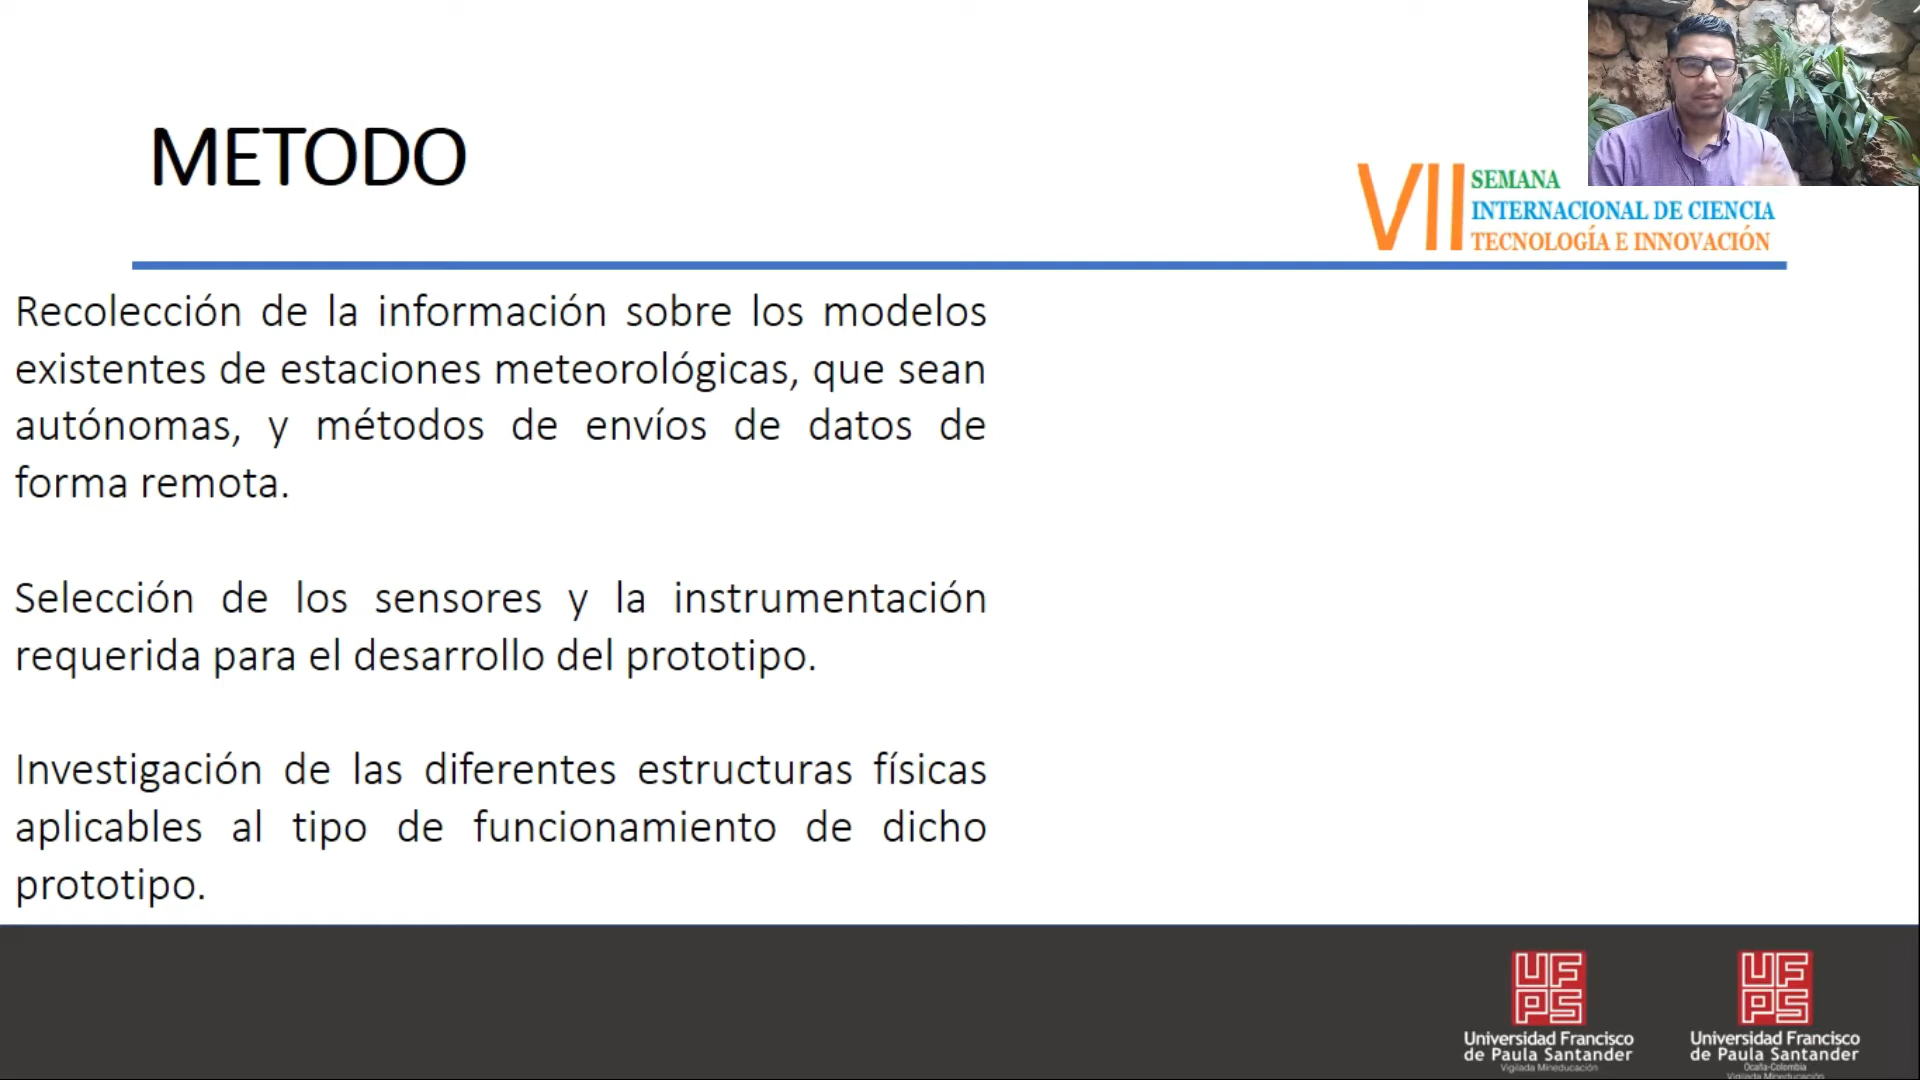 METODO
VII
SEMANA
INTERNACIONAL DE CIENCIA
TECNOLOGÍA E INNOVACIÓN
Recolección de la información sobre los modelos
existentes de estaciones meteorológicas, que sean
autónomas, y métodos de envíos de datos de
forma remota.
Selección de los sensores y la instrumentación
requerida para el desarrollo del prototipo.
Investigación de las diferentes estructuras físicas
aplicables al tipo de funcionamiento de dicho
prototipo.
UFPS
Universidad Francisco
de Paula Santander
Vigilada Mineducación
UFPS
Universidad Francisco
de Paula Santander
Ocaña-Colombia
Vigilada Mineducación